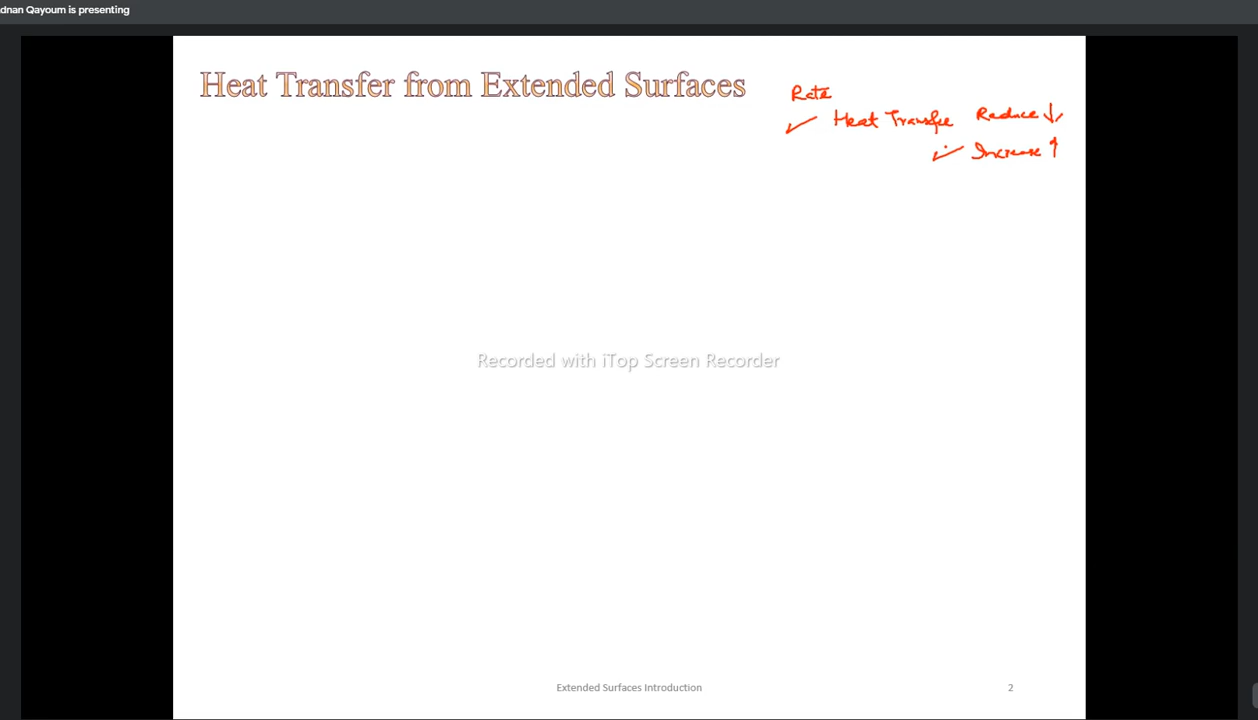 dnan Qayoum is presenting
Heat Transfer from Extended Surfaces
Rate
Heat Transfer Reduce ↓
Increase ↑
Recorded with iTop Screen Recorder
Extended Surfaces Introduction
2